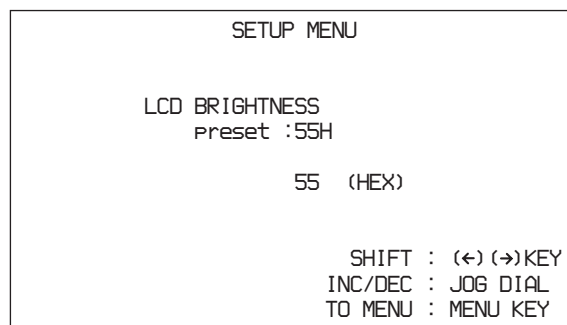 SETUP MENU
LCD BRIGHTNESS
preset :55H
55 (HEX)
SHIFT : (←)(→)KEY
INC/DEC : JOG DIAL
TO MENU : MENU KEY